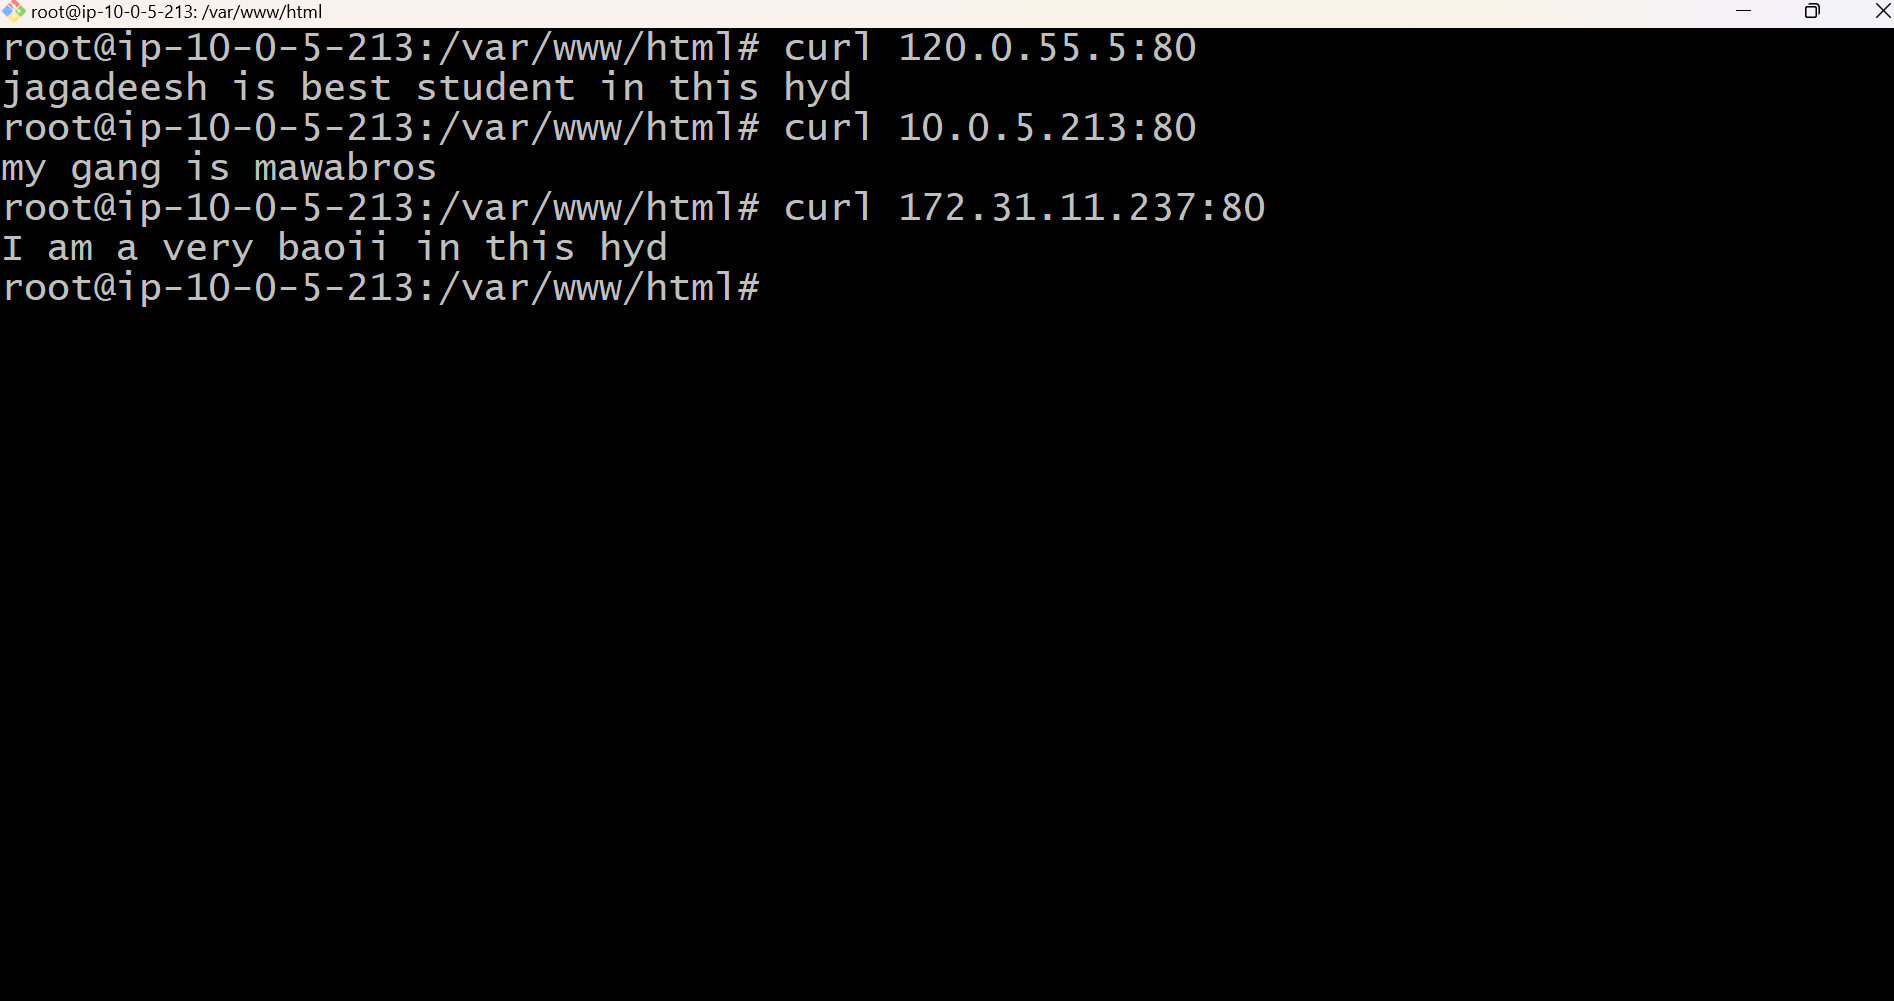 root@ip-10-0-5-213: /var/www/html
root@ip-10-0-5-213:/var/www/html# curl 120.0.55.5:80
jagadeesh is best student in this hyd
root@ip-10-0-5-213:/var/www/html# curl 10.0.5.213:80
my gang is mawabros
root@ip-10-0-5-213:/var/www/html# curl 172.31.11.237:80
I am a very baoii in this hyd
root@ip-10-0-5-213:/var/www/html#